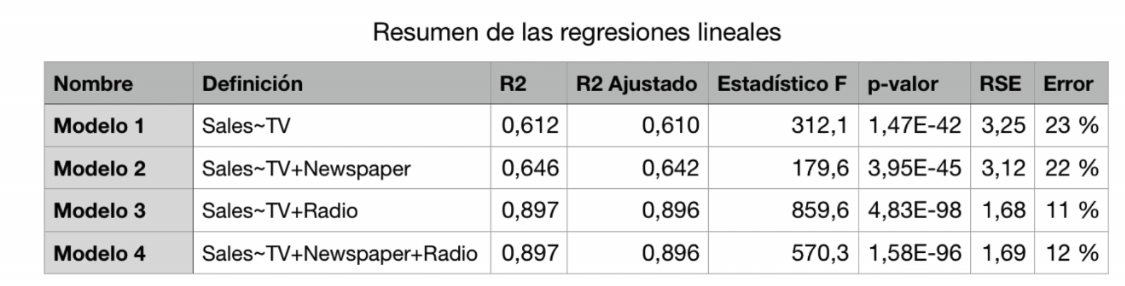 Resumen de las regresiones lineales
Nombre Definición R2 R2 Ajustado Estadístico F p-valor RSE Error
Modelo 1 Sales~TV 0,612 0,610 312,1 1,47E-42 3,25 23 %
Modelo 2 Sales~TV+Newspaper 0,646 0,642 179,6 3,95E-45 3,12 22 %
Modelo 3 Sales~TV+Radio 0,897 0,896 859,6 4,83E-98 1,68 11 %
Modelo 4 Sales~TV+Newspaper+Radio 0,897 0,896 570,3 1,58E-96 1,69 12 %